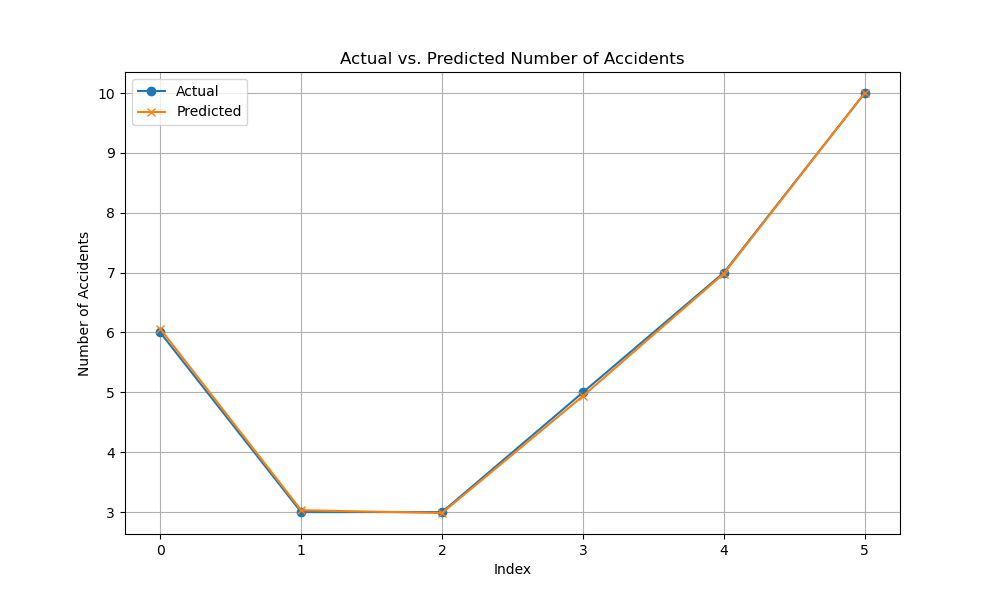 Actual vs. Predicted Number of Accidents
Actual
Predicted
10
9
8
7
6
5
4
3
Number of Accidents
0 1 2 3 4 5
Index